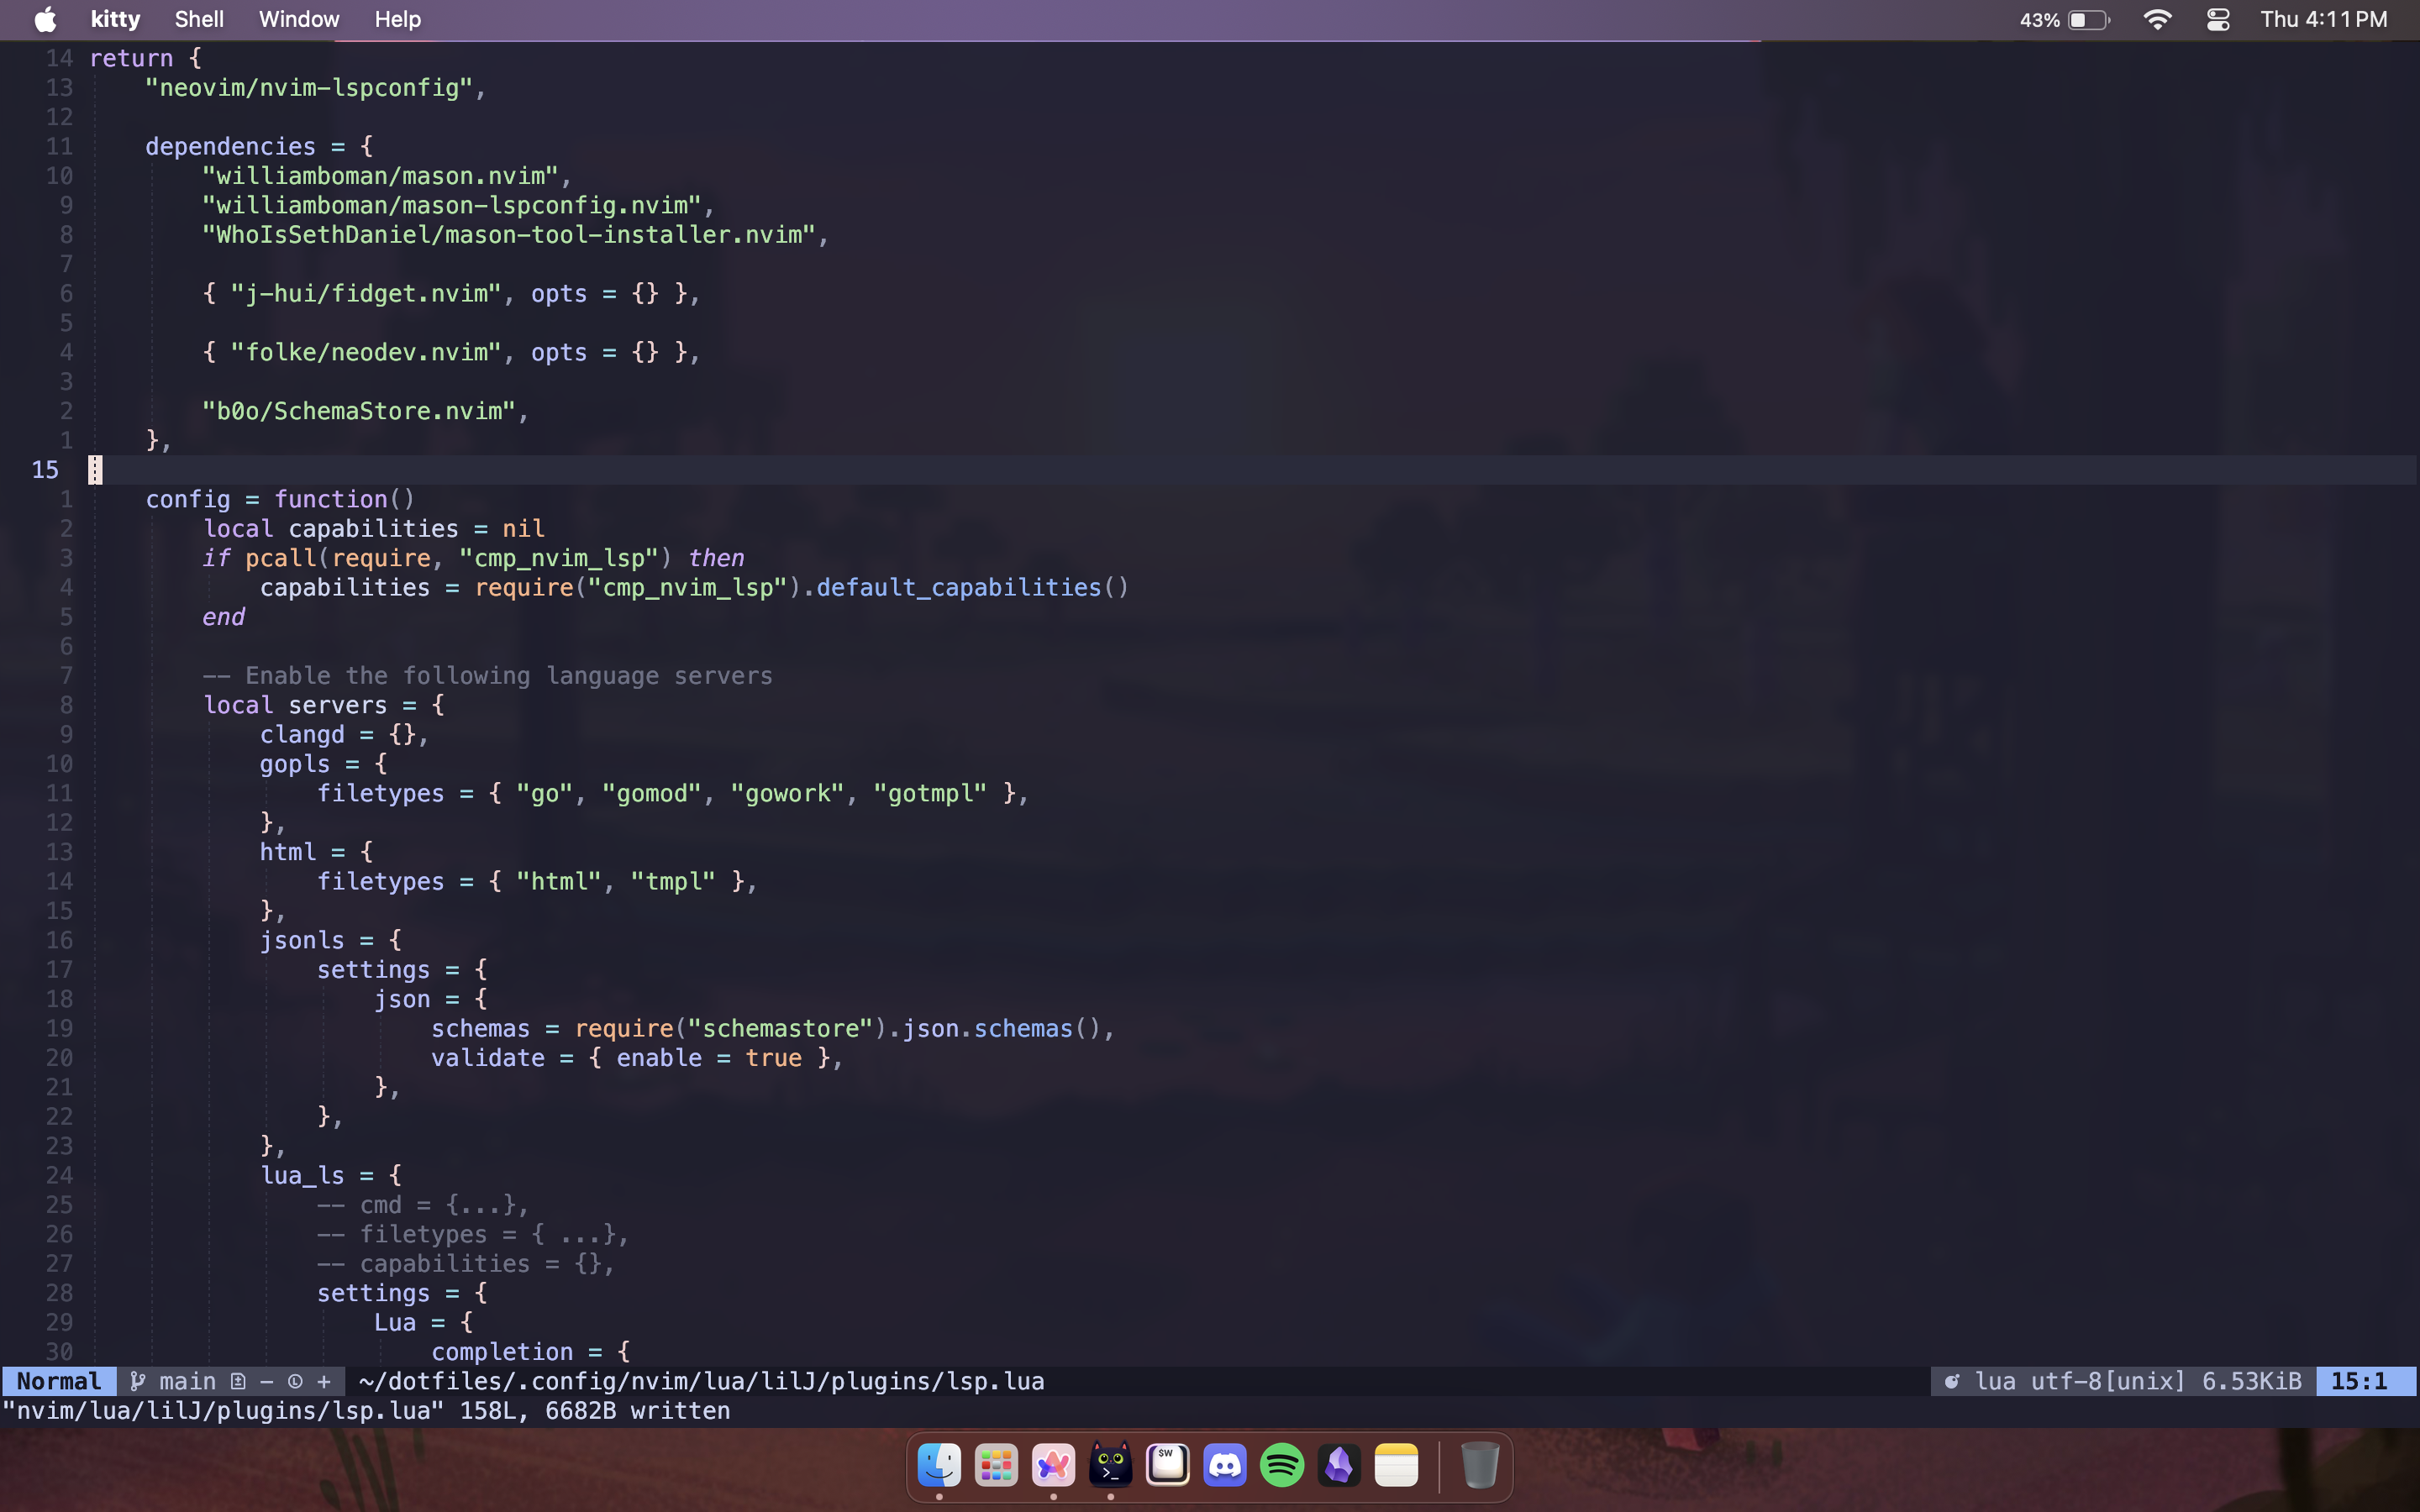 kitty Shell Window Help 43% Thu 4:11 PM
14 return {
13 "neovim/nvim-lspconfig",
12
11 dependencies = {
10 "williamboman/mason.nvim",
9 "williamboman/mason-lspconfig.nvim",
8 "WhoIsSethDaniel/mason-tool-installer.nvim",
7
6 { "j-hui/fidget.nvim", opts = {} },
5
4 { "folke/neodev.nvim", opts = {} },
3
2 "b0o/SchemaStore.nvim",
1 },
15
1 config = function()
2 local capabilities = nil
3 if pcall(require, "cmp_nvim_lsp") then
4 capabilities = require("cmp_nvim_lsp").default_capabilities()
5 end
6
7 -- Enable the following language servers
8 local servers = {
9 clangd = {},
10 gopls = {
11 filetypes = { "go", "gomod", "gowork", "gotmpl" },
12 },
13 html = {
14 filetypes = { "html", "tmpl" },
15 },
16 jsonls = {
17 settings = {
18 json = {
19 schemas = require("schemastore").json.schemas(),
20 validate = { enable = true },
21 },
22 },
23 },
24 lua_ls = {
25 -- cmd = {...},
26 -- filetypes = { ...},
27 -- capabilities = {},
28 settings = {
29 Lua = {
30 completion = {
Normal main − + ~/dotfiles/.config/nvim/lua/lilJ/plugins/lsp.lua lua utf-8[unix] 6.53KiB 15:1
"nvim/lua/lilJ/plugins/lsp.lua" 158L, 6682B written
$W